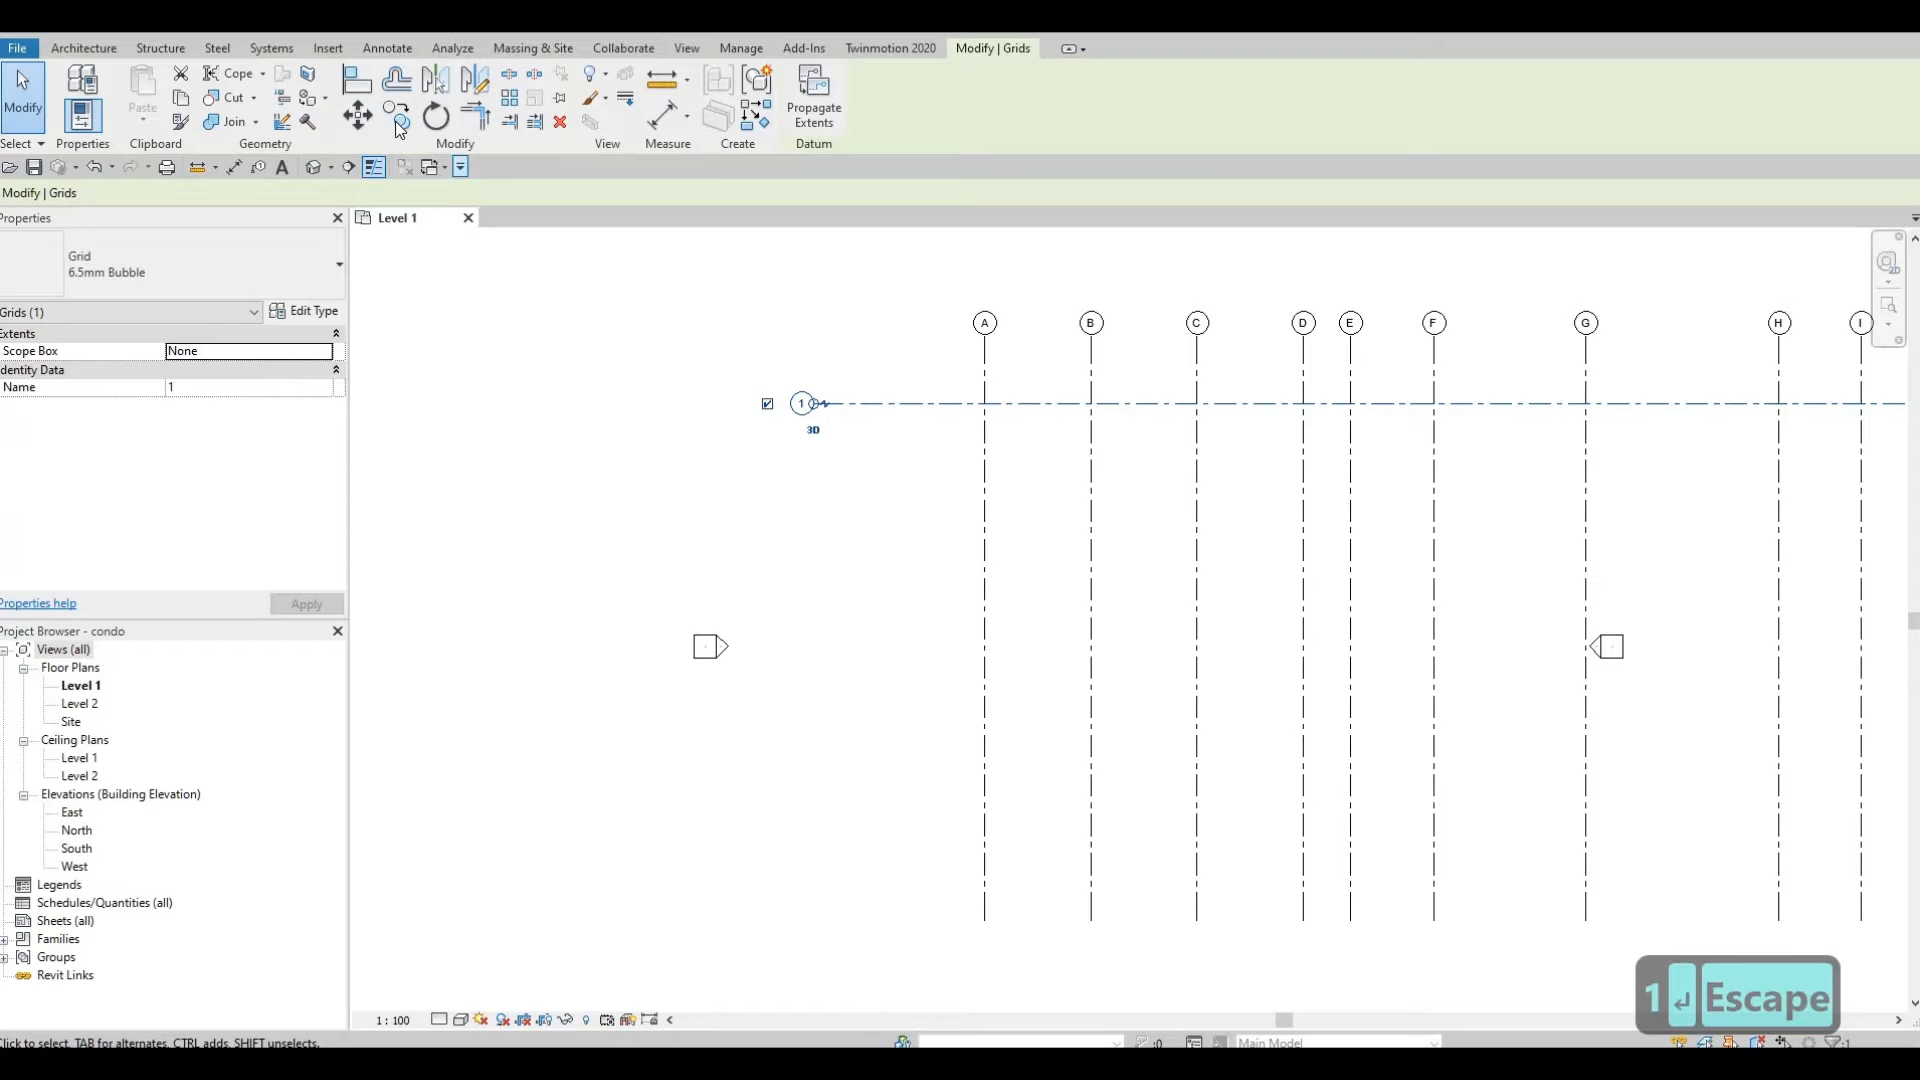 File Architecture Structure Steel Systems Insert Annotate Analyze Massing & Site Collaborate View Manage Add-Ins Twinmotion 2020 Modify | Grids
Modify
Paste
Cope
Cut
Join
Propagate
Extents
Select Properties Clipboard Geometry Modify View Measure Create Datum
A
Modify | Grids
Properties
Level 1
2D
Grid
6.5mm Bubble
Grids (1)
Edit Type
Extents
Scope Box None
Identity Data
Name 1
A B C D E F G H I
1
3D
Properties help
Apply
Project Browser - condo
Views (all)
Floor Plans
Level 1
Level 2
Site
Ceiling Plans
Level 1
Level 2
Elevations (Building Elevation)
East
North
South
West
Legends
Schedules/Quantities (all)
Sheets (all)
Families
Groups
Revit Links
1 ↵ Escape
1 : 100
Click to select, TAB for alternates, CTRL adds, SHIFT unselects.
:0
Main Model
:1